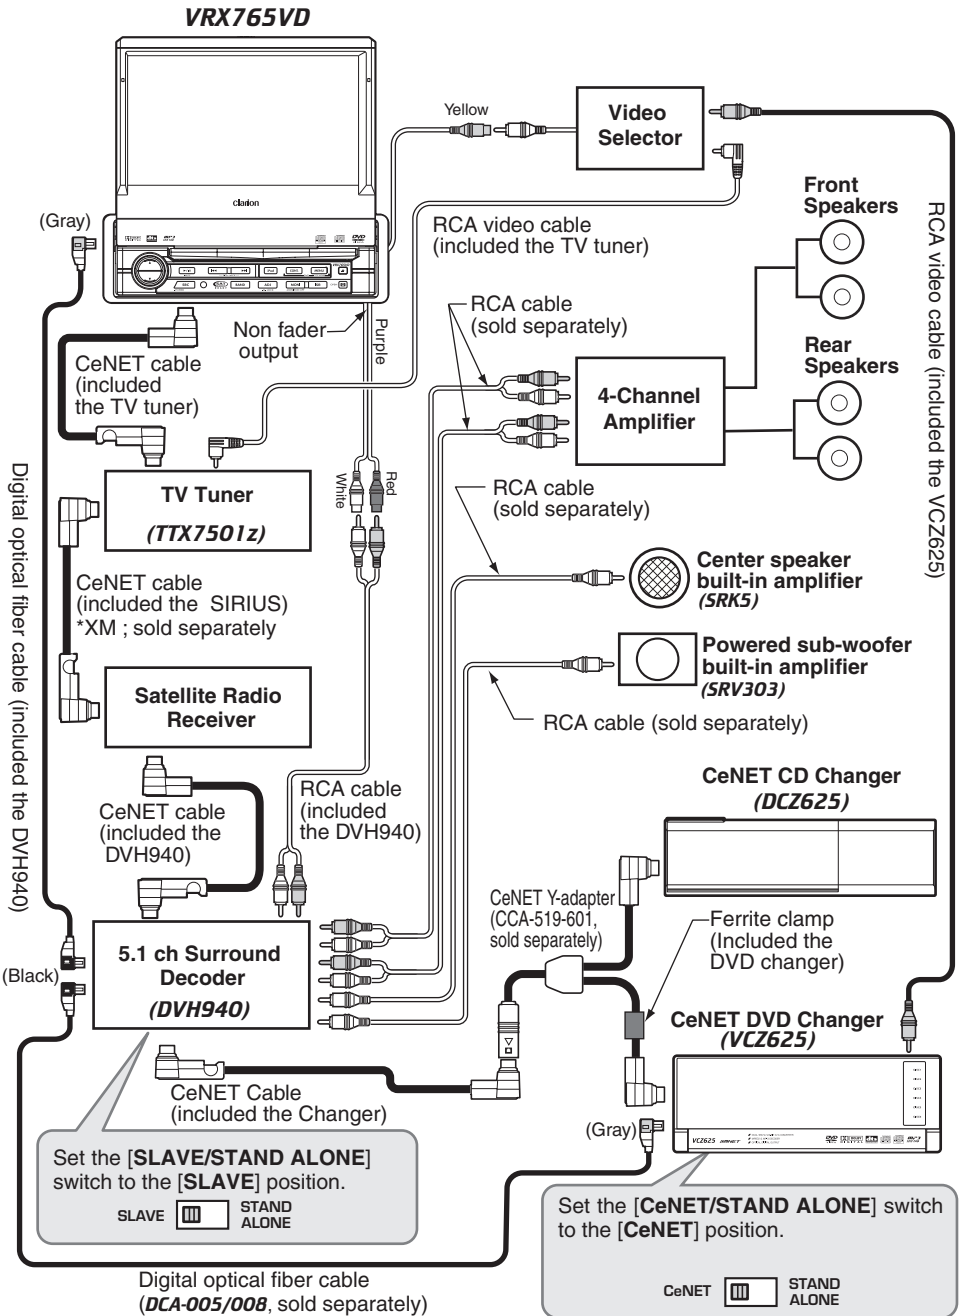 VRX765VD
Yellow
Video
Selector
Clarion
(Gray)
RCA video cable
(included the TV tuner)
Front
Speakers
RCA video cable (included the VCZ625)
Non fader
output
Purple
RCA cable
(sold separately)
CeNET cable
(included
the TV tuner)
4-Channel
Amplifier
Rear
Speakers
TV Tuner
(TTX7501z)
White
Red
RCA cable
(sold separately)
Digital optical fiber cable (included the DVH940)
CeNET cable
(included the SIRIUS)
*XM ; sold separately
Center speaker
built-in amplifier
(SRK5)
Powered sub-woofer
built-in amplifier
(SRV303)
Satellite Radio
Receiver
RCA cable (sold separately)
CeNET cable
(included the
DVH940)
RCA cable
(included
the DVH940)
CeNET CD Changer
(DCZ625)
CeNET Y-adapter
(CCA-519-601,
sold separately)
Ferrite clamp
(Included the
DVD changer)
(Black)
5.1 ch Surround
Decoder
(DVH940)
CeNET DVD Changer
(VCZ625)
CeNET Cable
(included the Changer)
(Gray)
VCZ625
Set the [SLAVE/STAND ALONE]
switch to the [SLAVE] position.
SLAVE
STAND
ALONE
Set the [CeNET/STAND ALONE] switch
to the [CeNET] position.
CeNET
STAND
ALONE
Digital optical fiber cable
(DCA-005/008, sold separately)